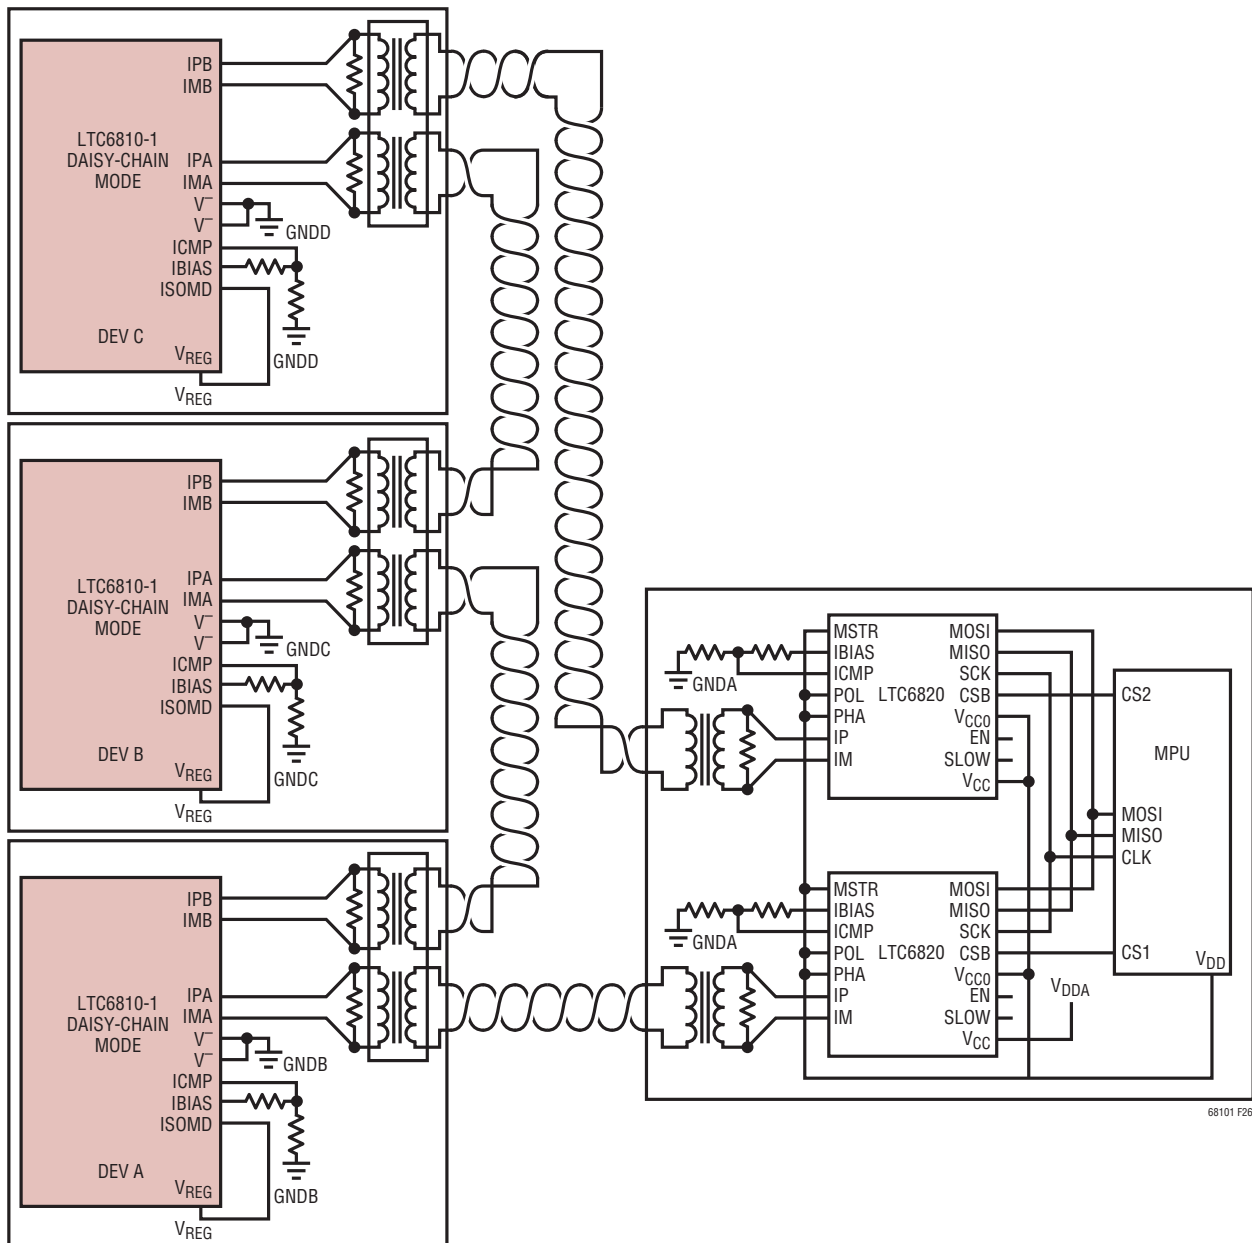 IPB
IMB
LTC6810-1
DAISY-CHAIN
MODE
IPA
IMA
V–
V–
GNDD
ICMP
IBIAS
ISOMD
DEV C
GNDD
VREG
VREG
IPB
IMB
LTC6810-1
DAISY-CHAIN
MODE
IPA
IMA
V–
V–
GNDC
ICMP
IBIAS
ISOMD
DEV B
GNDC
VREG
VREG
IPB
IMB
LTC6810-1
DAISY-CHAIN
MODE
IPA
IMA
V–
V–
GNDB
ICMP
IBIAS
ISOMD
DEV A
GNDB
VREG
VREG
GNDA
MSTR
IBIAS
ICMP
POL
PHA
IP
IM
LTC6820
MOSI
MISO
SCK
CSB
VCCO
EN
SLOW
VCC
GNDA
MSTR
IBIAS
ICMP
POL
PHA
IP
IM
LTC6820
MOSI
MISO
SCK
CSB
VCCO
EN
SLOW
VCC
VDDA
CS2
MPU
MOSI
MISO
CLK
CS1
VDD
68101 F26